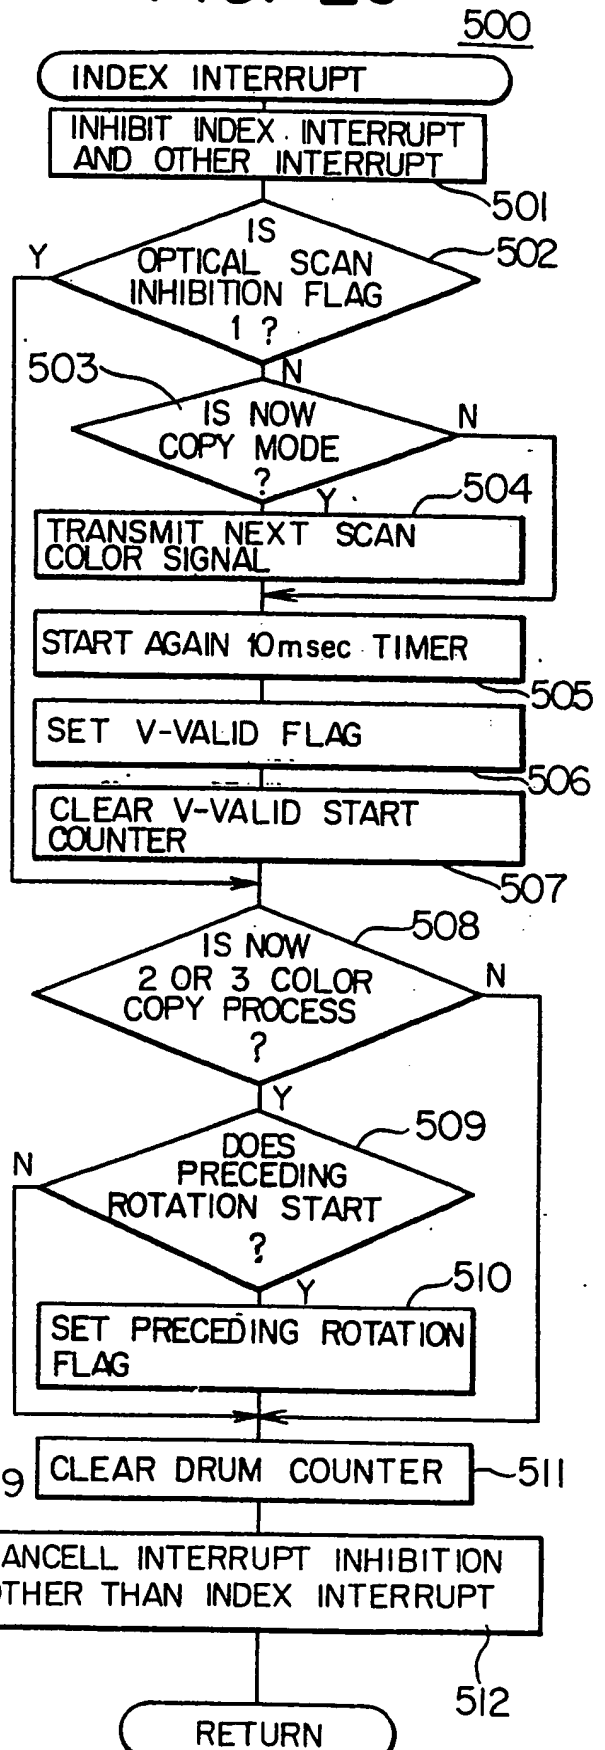 500
INDEX INTERRUPT
INHIBIT INDEX INTERRUPT
AND OTHER INTERRUPT
501
IS
OPTICAL SCAN
INHIBITION FLAG
1 ?
502
Y
N
503
IS NOW
COPY MODE
?
N
Y
504
TRANSMIT NEXT SCAN
COLOR SIGNAL
START AGAIN 10msec TIMER
505
SET V-VALID FLAG
506
CLEAR V-VALID START
COUNTER
507
508
IS NOW
2 OR 3 COLOR
COPY PROCESS
?
N
Y
509
DOES
PRECEDING
ROTATION START
?
N
Y
510
SET PRECEDING ROTATION
FLAG
9
CLEAR DRUM COUNTER
511
ANCELL INTERRUPT INHIBITION
OTHER THAN INDEX INTERRUPT
512
RETURN